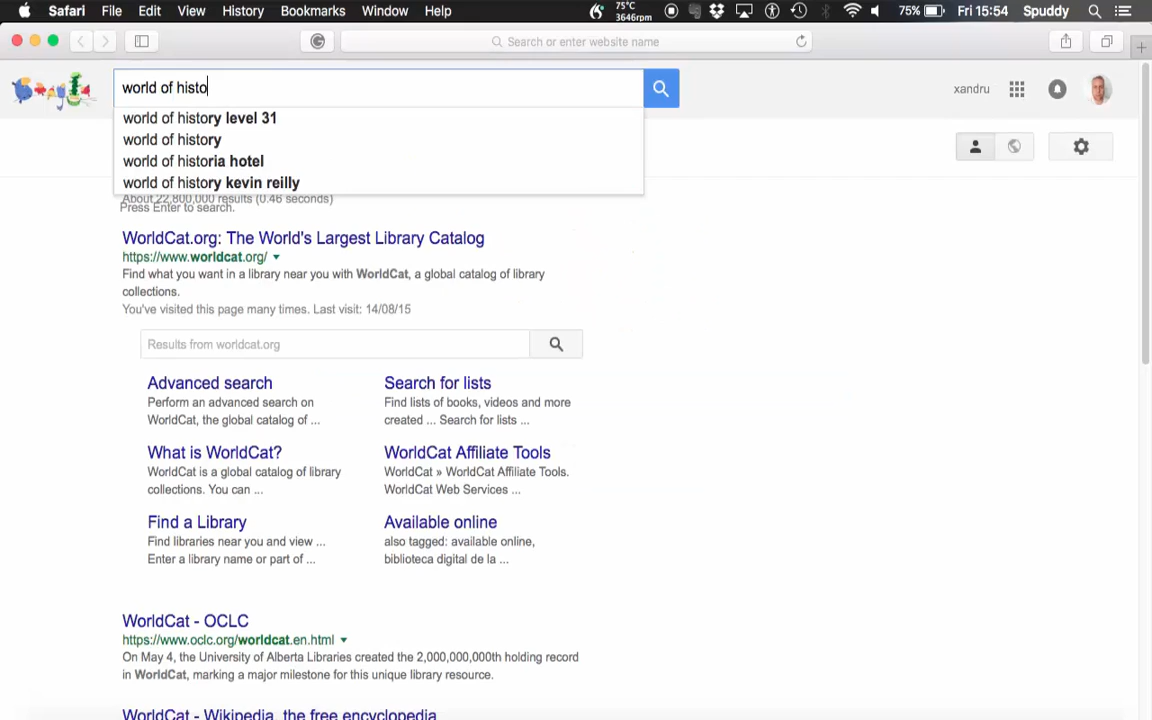 Safari File Edit View History Bookmarks Window Help 75°C 3646rpm 75% Fri 15:54 Spuddy
Search or enter website name
world of histo
xandru
world of history level 31
world of history
world of historia hotel
world of history kevin reilly
About 22,800,000 results (0.46 seconds)
Press Enter to search.
WorldCat.org: The World's Largest Library Catalog
https://www.worldcat.org/
Find what you want in a library near you with WorldCat, a global catalog of library
collections.
You've visited this page many times. Last visit: 14/08/15
Results from worldcat.org
Advanced search
Perform an advanced search on
WorldCat, the global catalog of ...
Search for lists
Find lists of books, videos and more
created ... Search for lists ...
What is WorldCat?
WorldCat is a global catalog of library
collections. You can ...
WorldCat Affiliate Tools
WorldCat » WorldCat Affiliate Tools.
WorldCat Web Services ...
Find a Library
Find libraries near you and view ...
Enter a library name or part of ...
Available online
also tagged: available online,
biblioteca digital de la ...
WorldCat - OCLC
https://www.oclc.org/worldcat.en.html
On May 4, the University of Alberta Libraries created the 2,000,000,000th holding record
in WorldCat, marking a major milestone for this unique library resource.
WorldCat - Wikipedia, the free encyclopedia